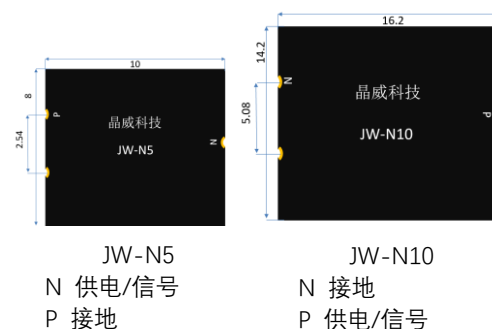 10
8
2.54
P
晶威科技
JW-N5
N
16.2
14.2
5.08
N
晶威科技
JW-N10
P
JW-N5
N 供电/信号
P 接地
JW-N10
N 接地
P 供电/信号